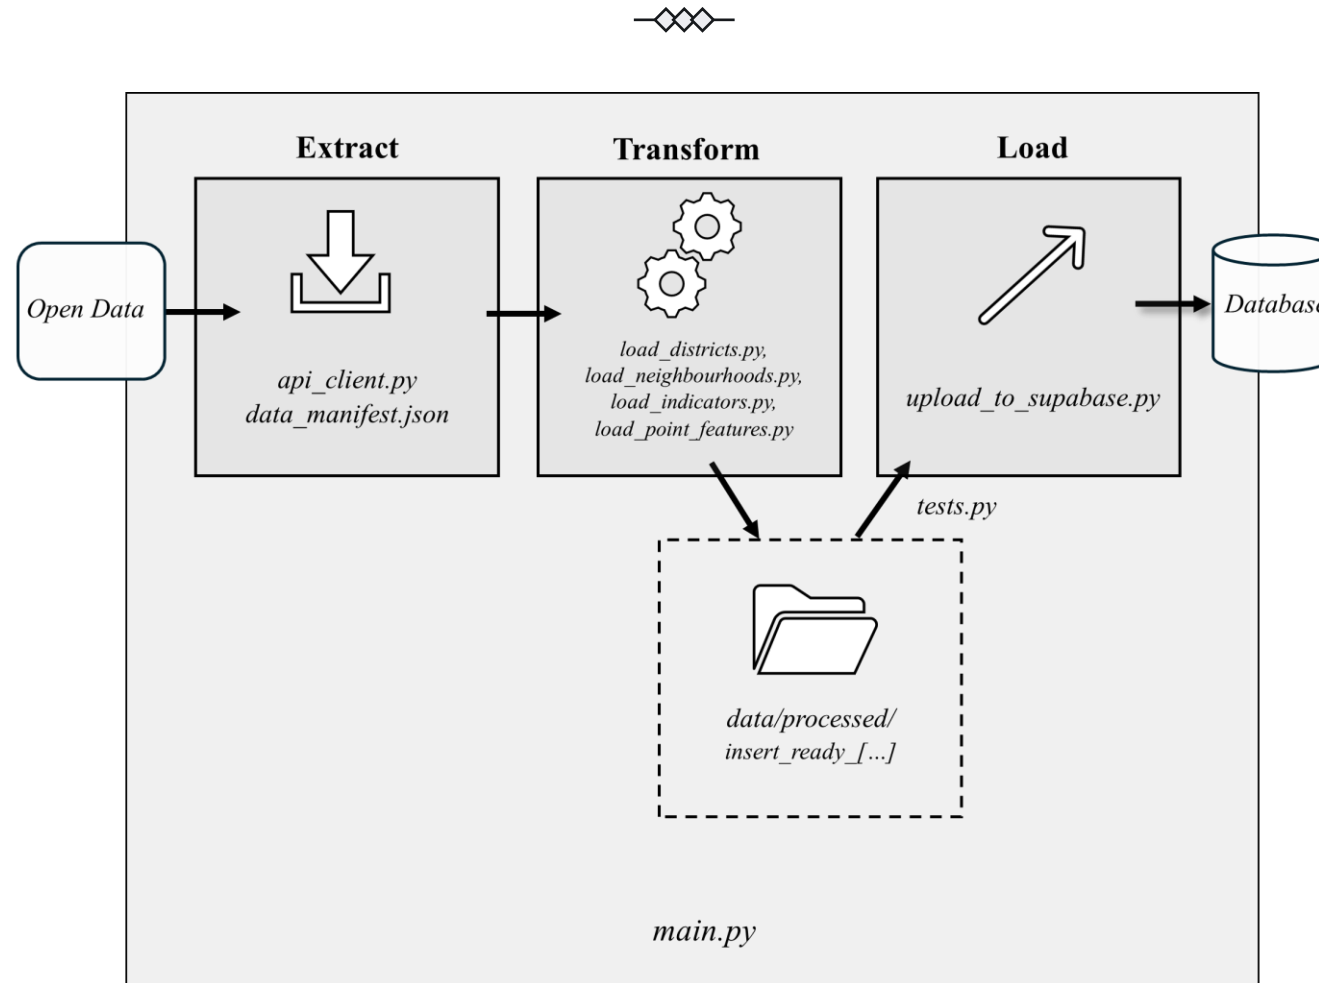 Extract
Transform
Load
Open Data
api_client.py
data_manifest.json
load_districts.py,
load_neighbourhoods.py,
load_indicators.py,
load_point_features.py
upload_to_supabase.py
Database
tests.py
data/processed/
insert_ready_[...]
main.py